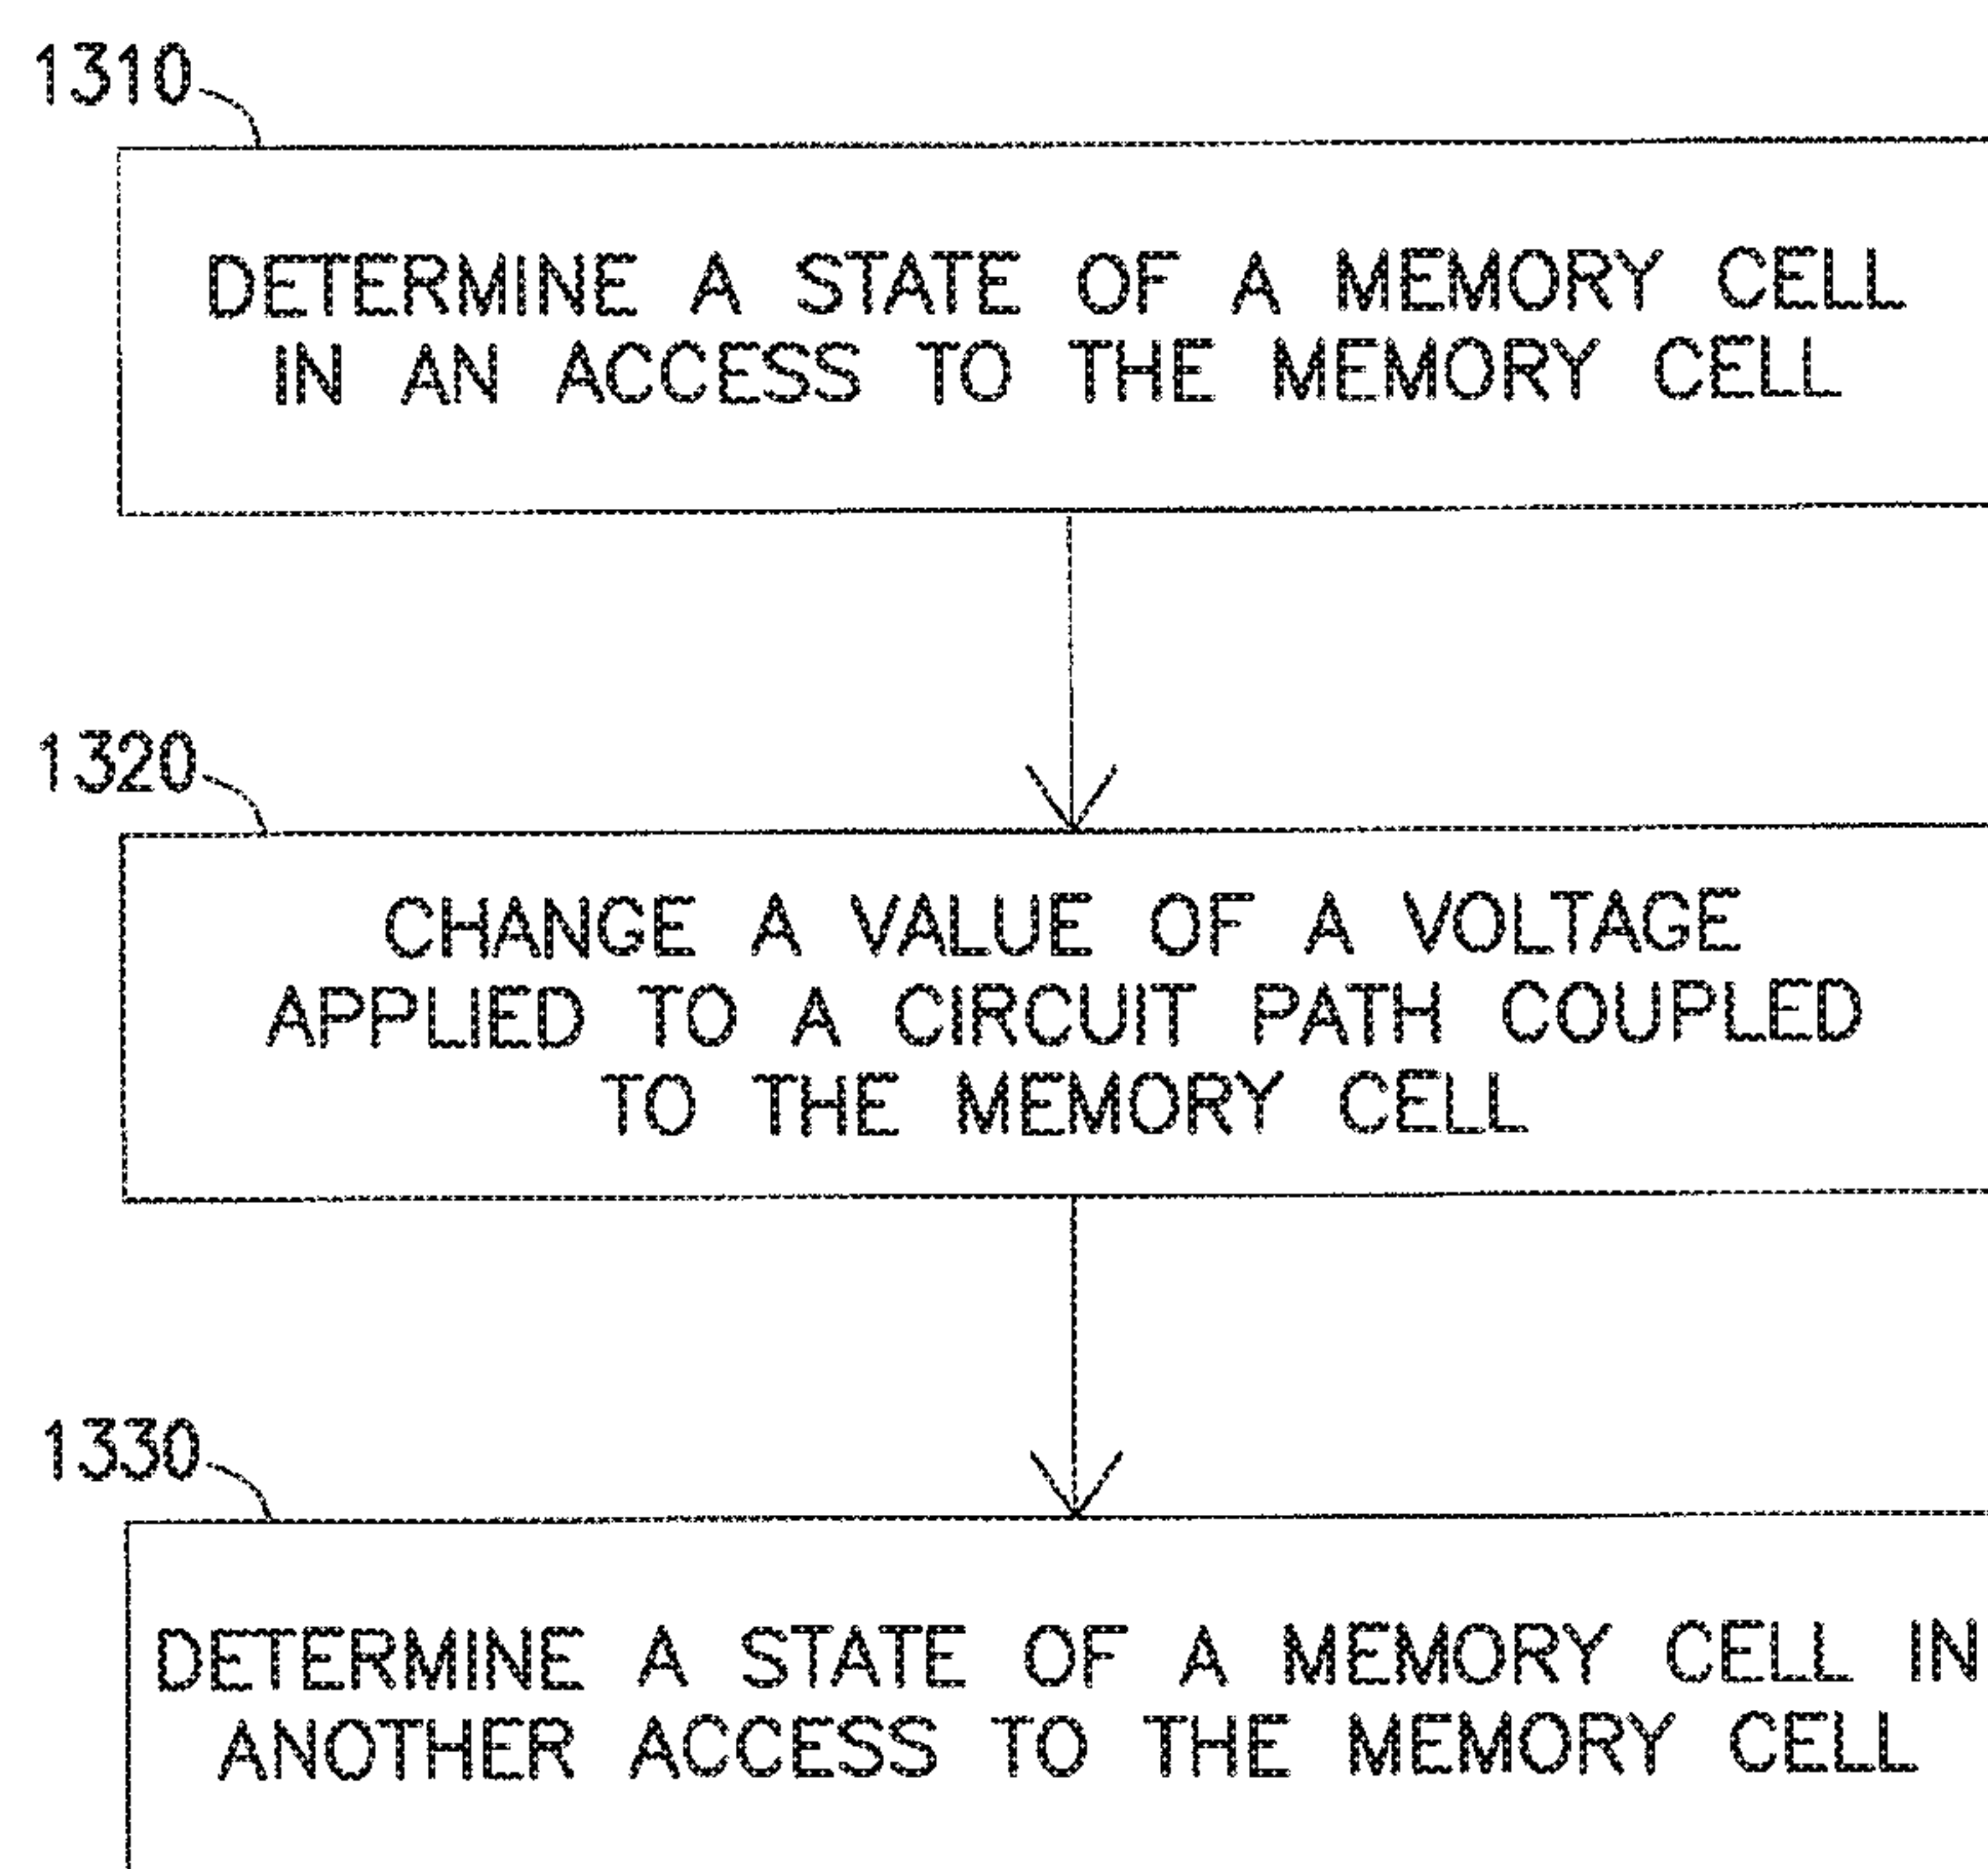 1310
DETERMINE A STATE OF A MEMORY CELL
IN AN ACCESS TO THE MEMORY CELL
1320
CHANGE A VALUE OF A VOLTAGE
APPLIED TO A CIRCUIT PATH COUPLED
TO THE MEMORY CELL
1330
DETERMINE A STATE OF A MEMORY CELL IN
ANOTHER ACCESS TO THE MEMORY CELL